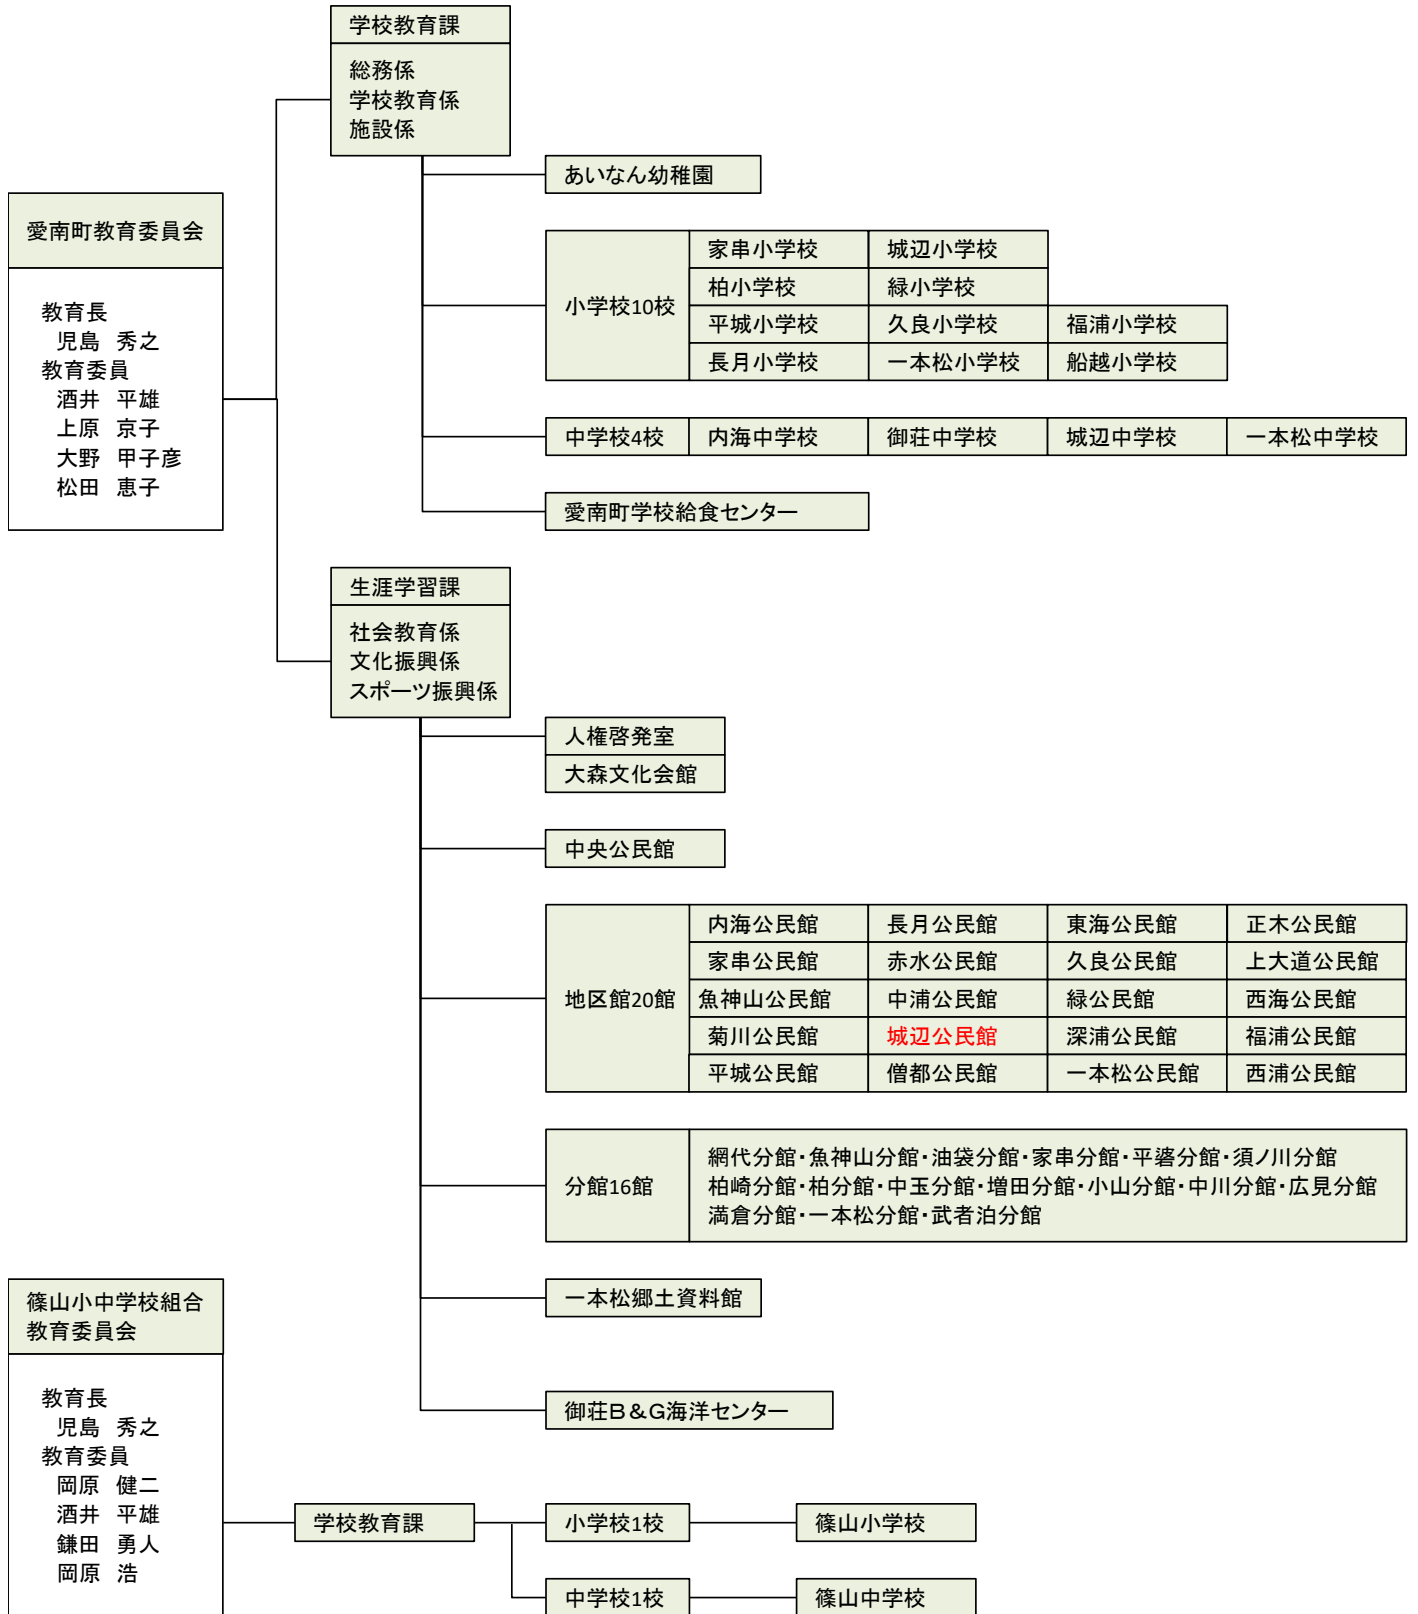 学校教育課
総務係
学校教育係
施設係
あいなん幼稚園
愛南町教育委員会
教育長
児島　秀之
教育委員
酒井　平雄
上原　京子
大野　甲子彦
松田　恵子
小学校10校
家串小学校 城辺小学校
柏小学校 緑小学校
平城小学校 久良小学校 福浦小学校
長月小学校 一本松小学校 船越小学校
中学校4校 内海中学校 御荘中学校 城辺中学校 一本松中学校
愛南町学校給食センター
生涯学習課
社会教育係
文化振興係
スポーツ振興係
人権啓発室
大森文化会館
中央公民館
地区館20館
内海公民館 長月公民館 東海公民館 正木公民館
家串公民館 赤水公民館 久良公民館 上大道公民館
魚神山公民館 中浦公民館 緑公民館 西海公民館
菊川公民館 城辺公民館 深浦公民館 福浦公民館
平城公民館 僧都公民館 一本松公民館 西浦公民館
分館16館
網代分館・魚神山分館・油袋分館・家串分館・平碆分館・須ノ川分館
柏崎分館・柏分館・中玉分館・増田分館・小山分館・中川分館・広見分館
満倉分館・一本松分館・武者泊分館
一本松郷土資料館
御荘B＆G海洋センター
篠山小中学校組合
教育委員会
教育長
児島　秀之
教育委員
岡原　健二
酒井　平雄
鎌田　勇人
岡原　浩
学校教育課
小学校1校 篠山小学校
中学校1校 篠山中学校